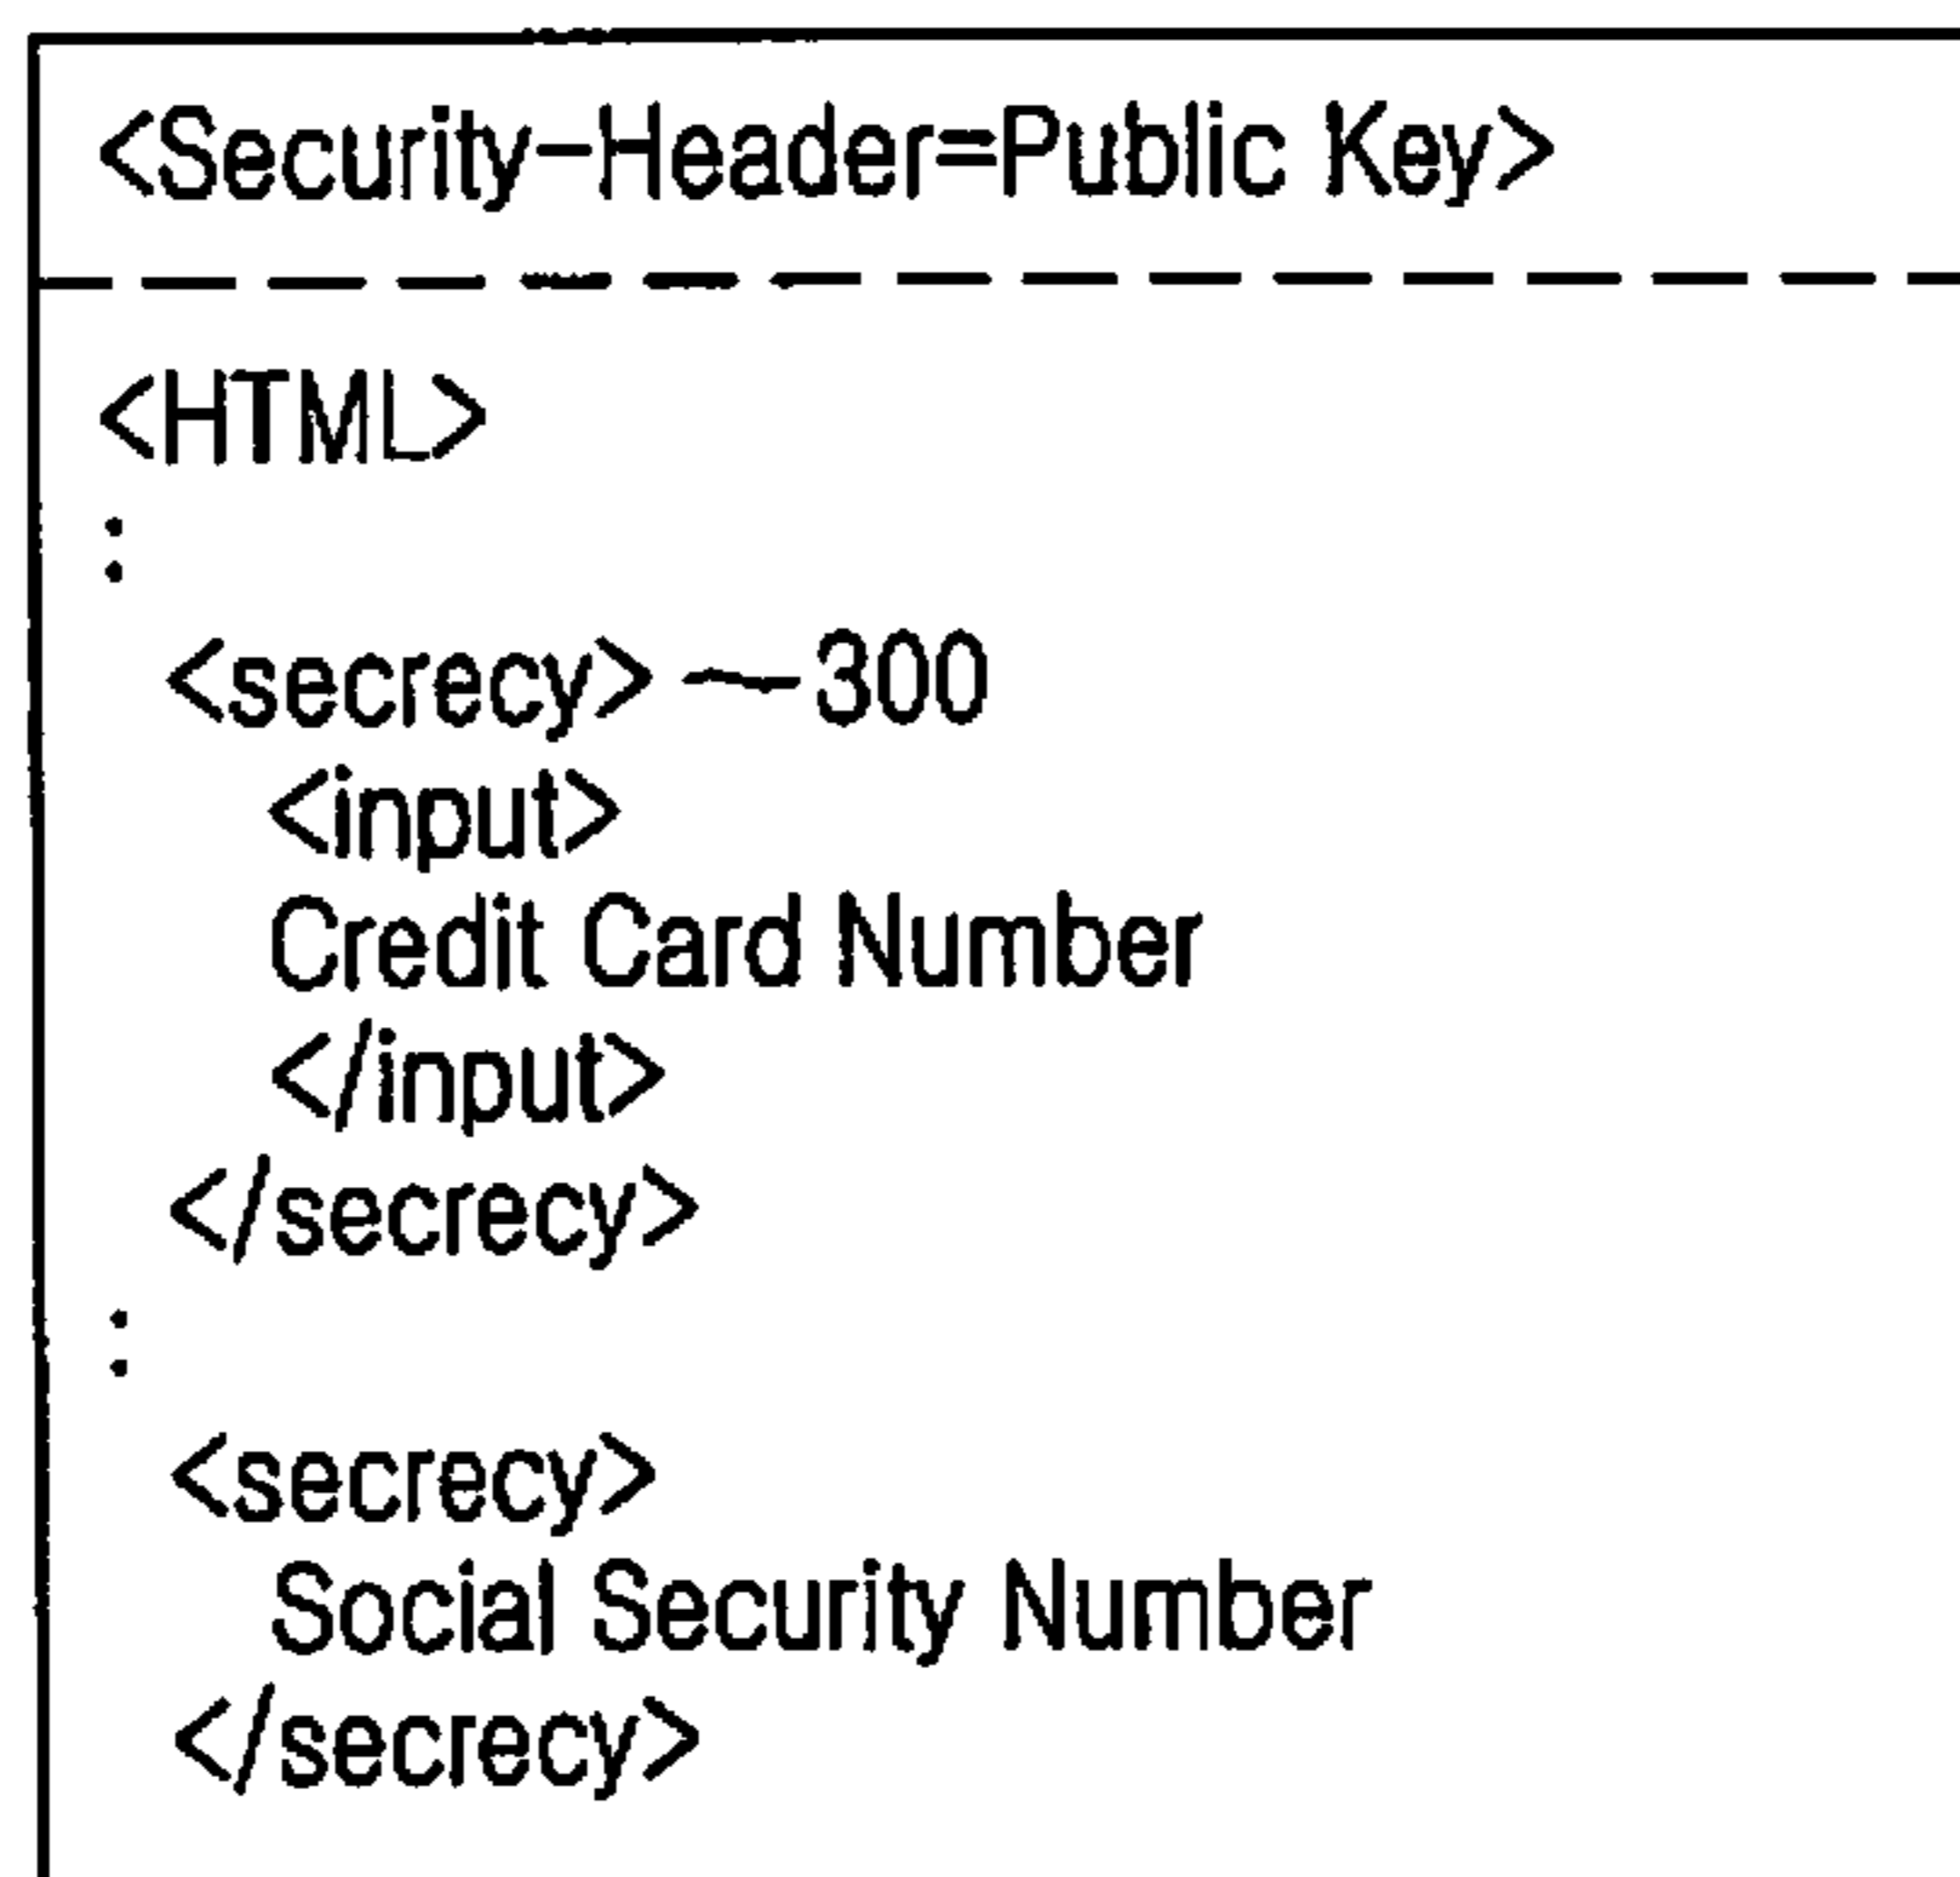 <Security-Header=Public Key>
<HTML>
:
<secrecy>~300
<input>
Credit Card Number
</input>
</secrecy>
:
<secrecy>
Social Security Number
</secrecy>